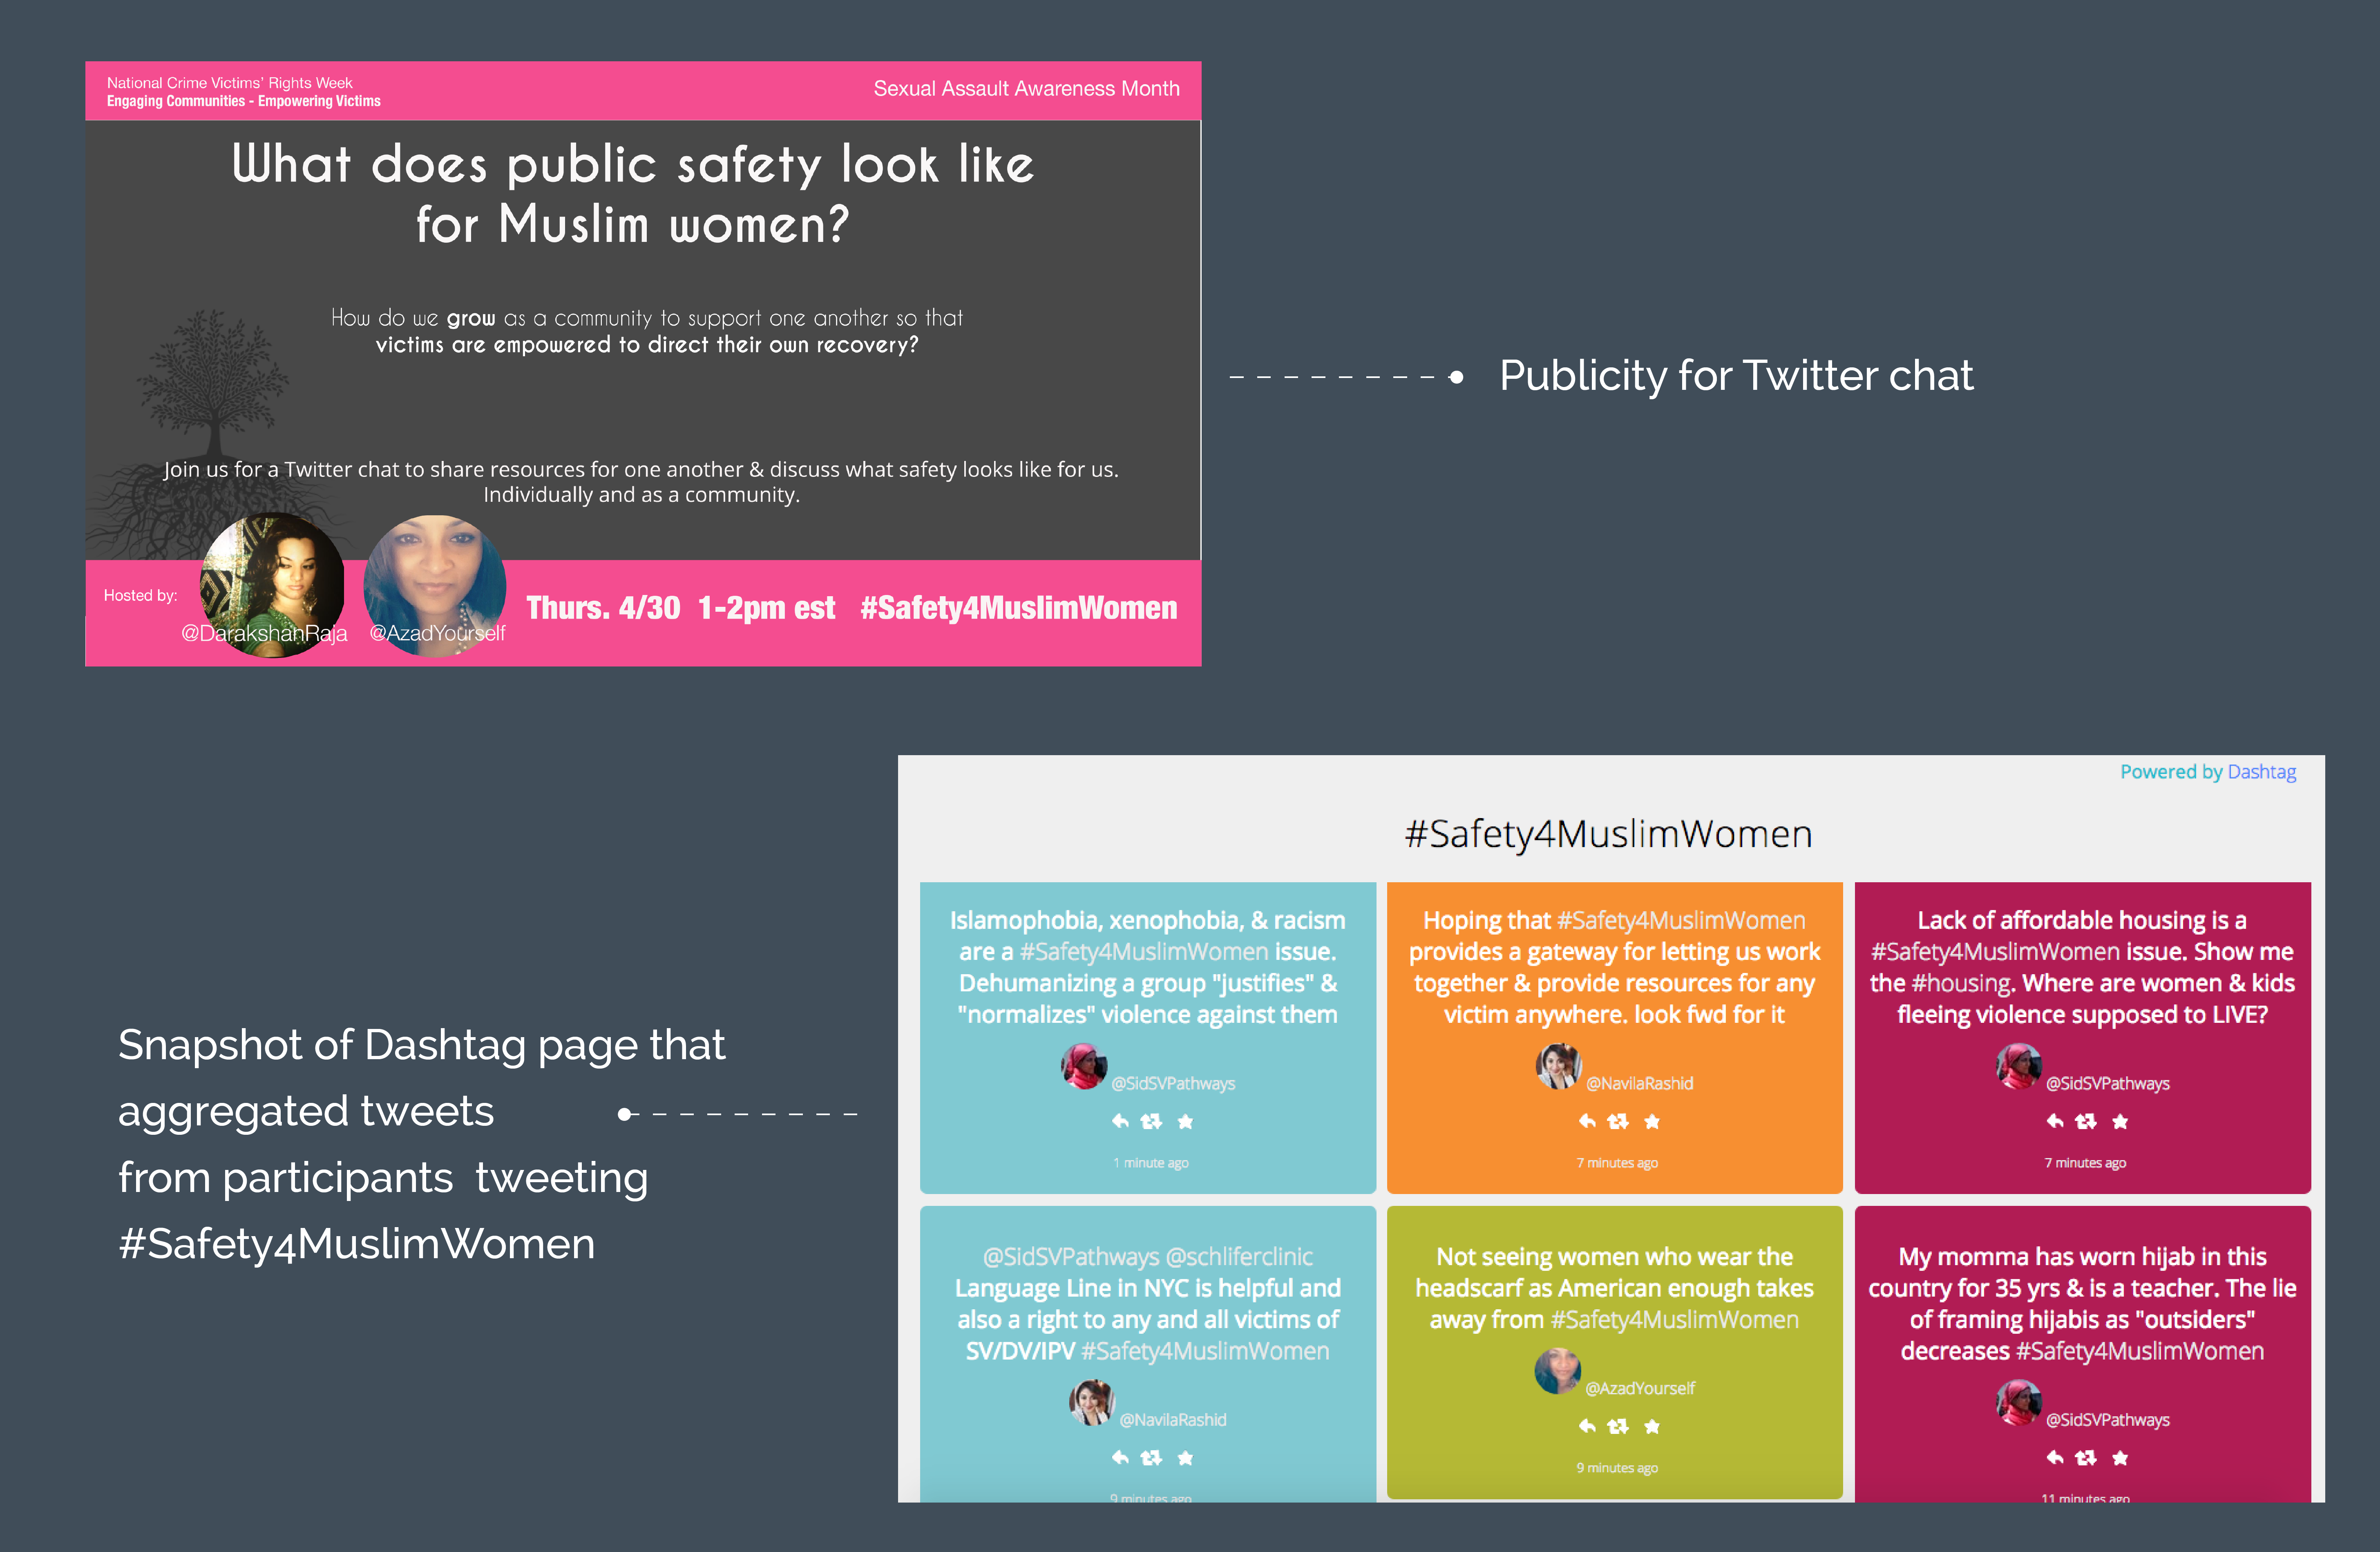 National Crime Victims' Rights Week
Engaging Communities - Empowering Victims
Sexual Assault Awareness Month
What does public safety look like
for Muslim women?
How do we grow as a community to support one another so that
victims are empowered to direct their own recovery?
Join us for a Twitter chat to share resources for one another & discuss what safety looks like for us.
Individually and as a community.
Hosted by:
@DarakshanRaja
@AzadYourself
Thurs. 4/30 1-2pm est #Safety4MuslimWomen
Publicity for Twitter chat
Snapshot of Dashtag page that
aggregated tweets
from participants tweeting
#Safety4MuslimWomen
Powered by Dashtag
#Safety4MuslimWomen
Islamophobia, xenophobia, & racism
are a #Safety4MuslimWomen issue.
Dehumanizing a group "justifies" &
"normalizes" violence against them
@SidSVPathways
1 minute ago
Hoping that #Safety4MuslimWomen
provides a gateway for letting us work
together & provide resources for any
victim anywhere. look fwd for it
@NavilaRashid
7 minutes ago
Lack of affordable housing is a
#Safety4MuslimWomen issue. Show me
the #housing. Where are women & kids
fleeing violence supposed to LIVE?
@SidSVPathways
7 minutes ago
@SidSVPathways @schliferclinic
Language Line in NYC is helpful and
also a right to any and all victims of
SV/DV/IPV #Safety4MuslimWomen
@NavilaRashid
9 minutes ago
Not seeing women who wear the
headscarf as American enough takes
away from #Safety4MuslimWomen
@AzadYourself
9 minutes ago
My momma has worn hijab in this
country for 35 yrs & is a teacher. The lie
of framing hijabis as "outsiders"
decreases #Safety4MuslimWomen
@SidSVPathways
11 minutes ago